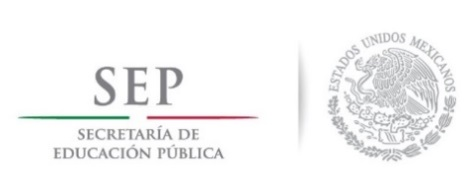 SEP
SECRETARÍA DE
EDUCACIÓN PÚBLICA
ESTADOS UNIDOS MEXICANOS